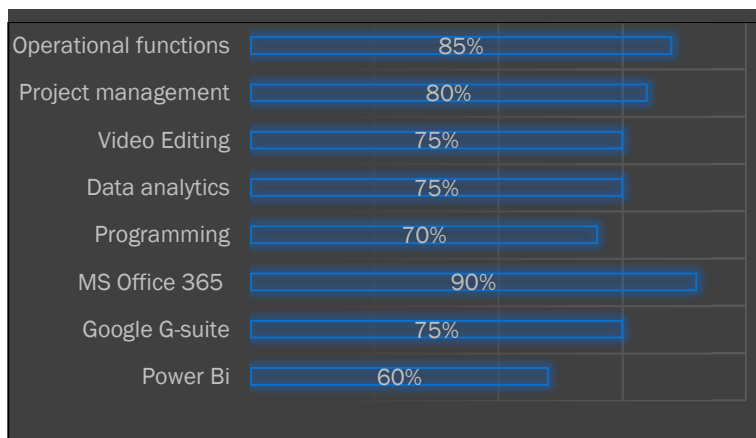 Operational functions 85%
Project management 80%
Video Editing 75%
Data analytics 75%
Programming 70%
MS Office 365 90%
Google G-suite 75%
Power Bi 60%